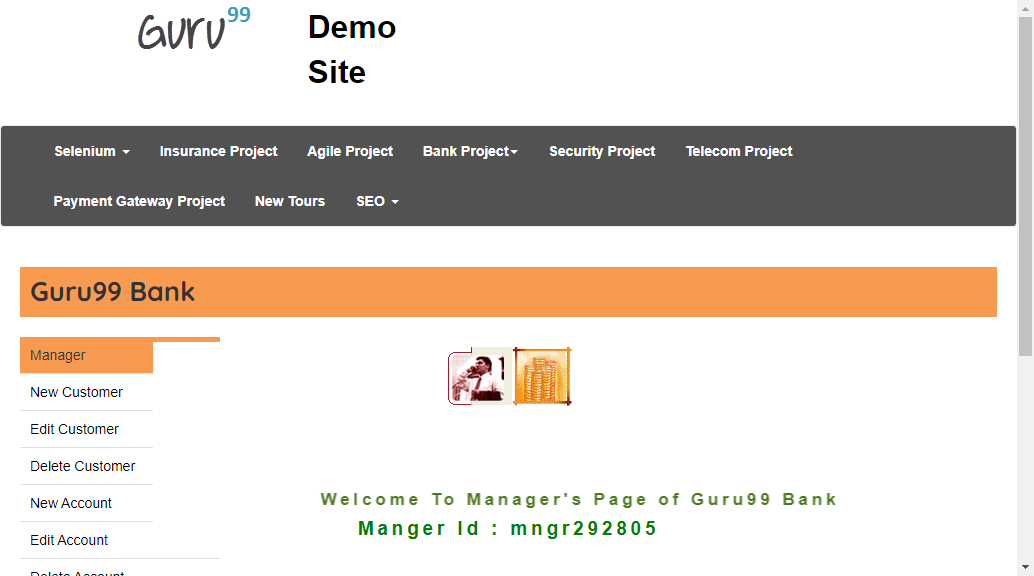 Guru99
Demo
Site
Selenium
Insurance Project
Agile Project
Bank Project
Security Project
Telecom Project
Payment Gateway Project
New Tours
SEO
Guru99 Bank
Manager
New Customer
Edit Customer
Delete Customer
New Account
Edit Account
Delete Account
Welcome To Manager's Page of Guru99 Bank
Manger Id : mngr292805